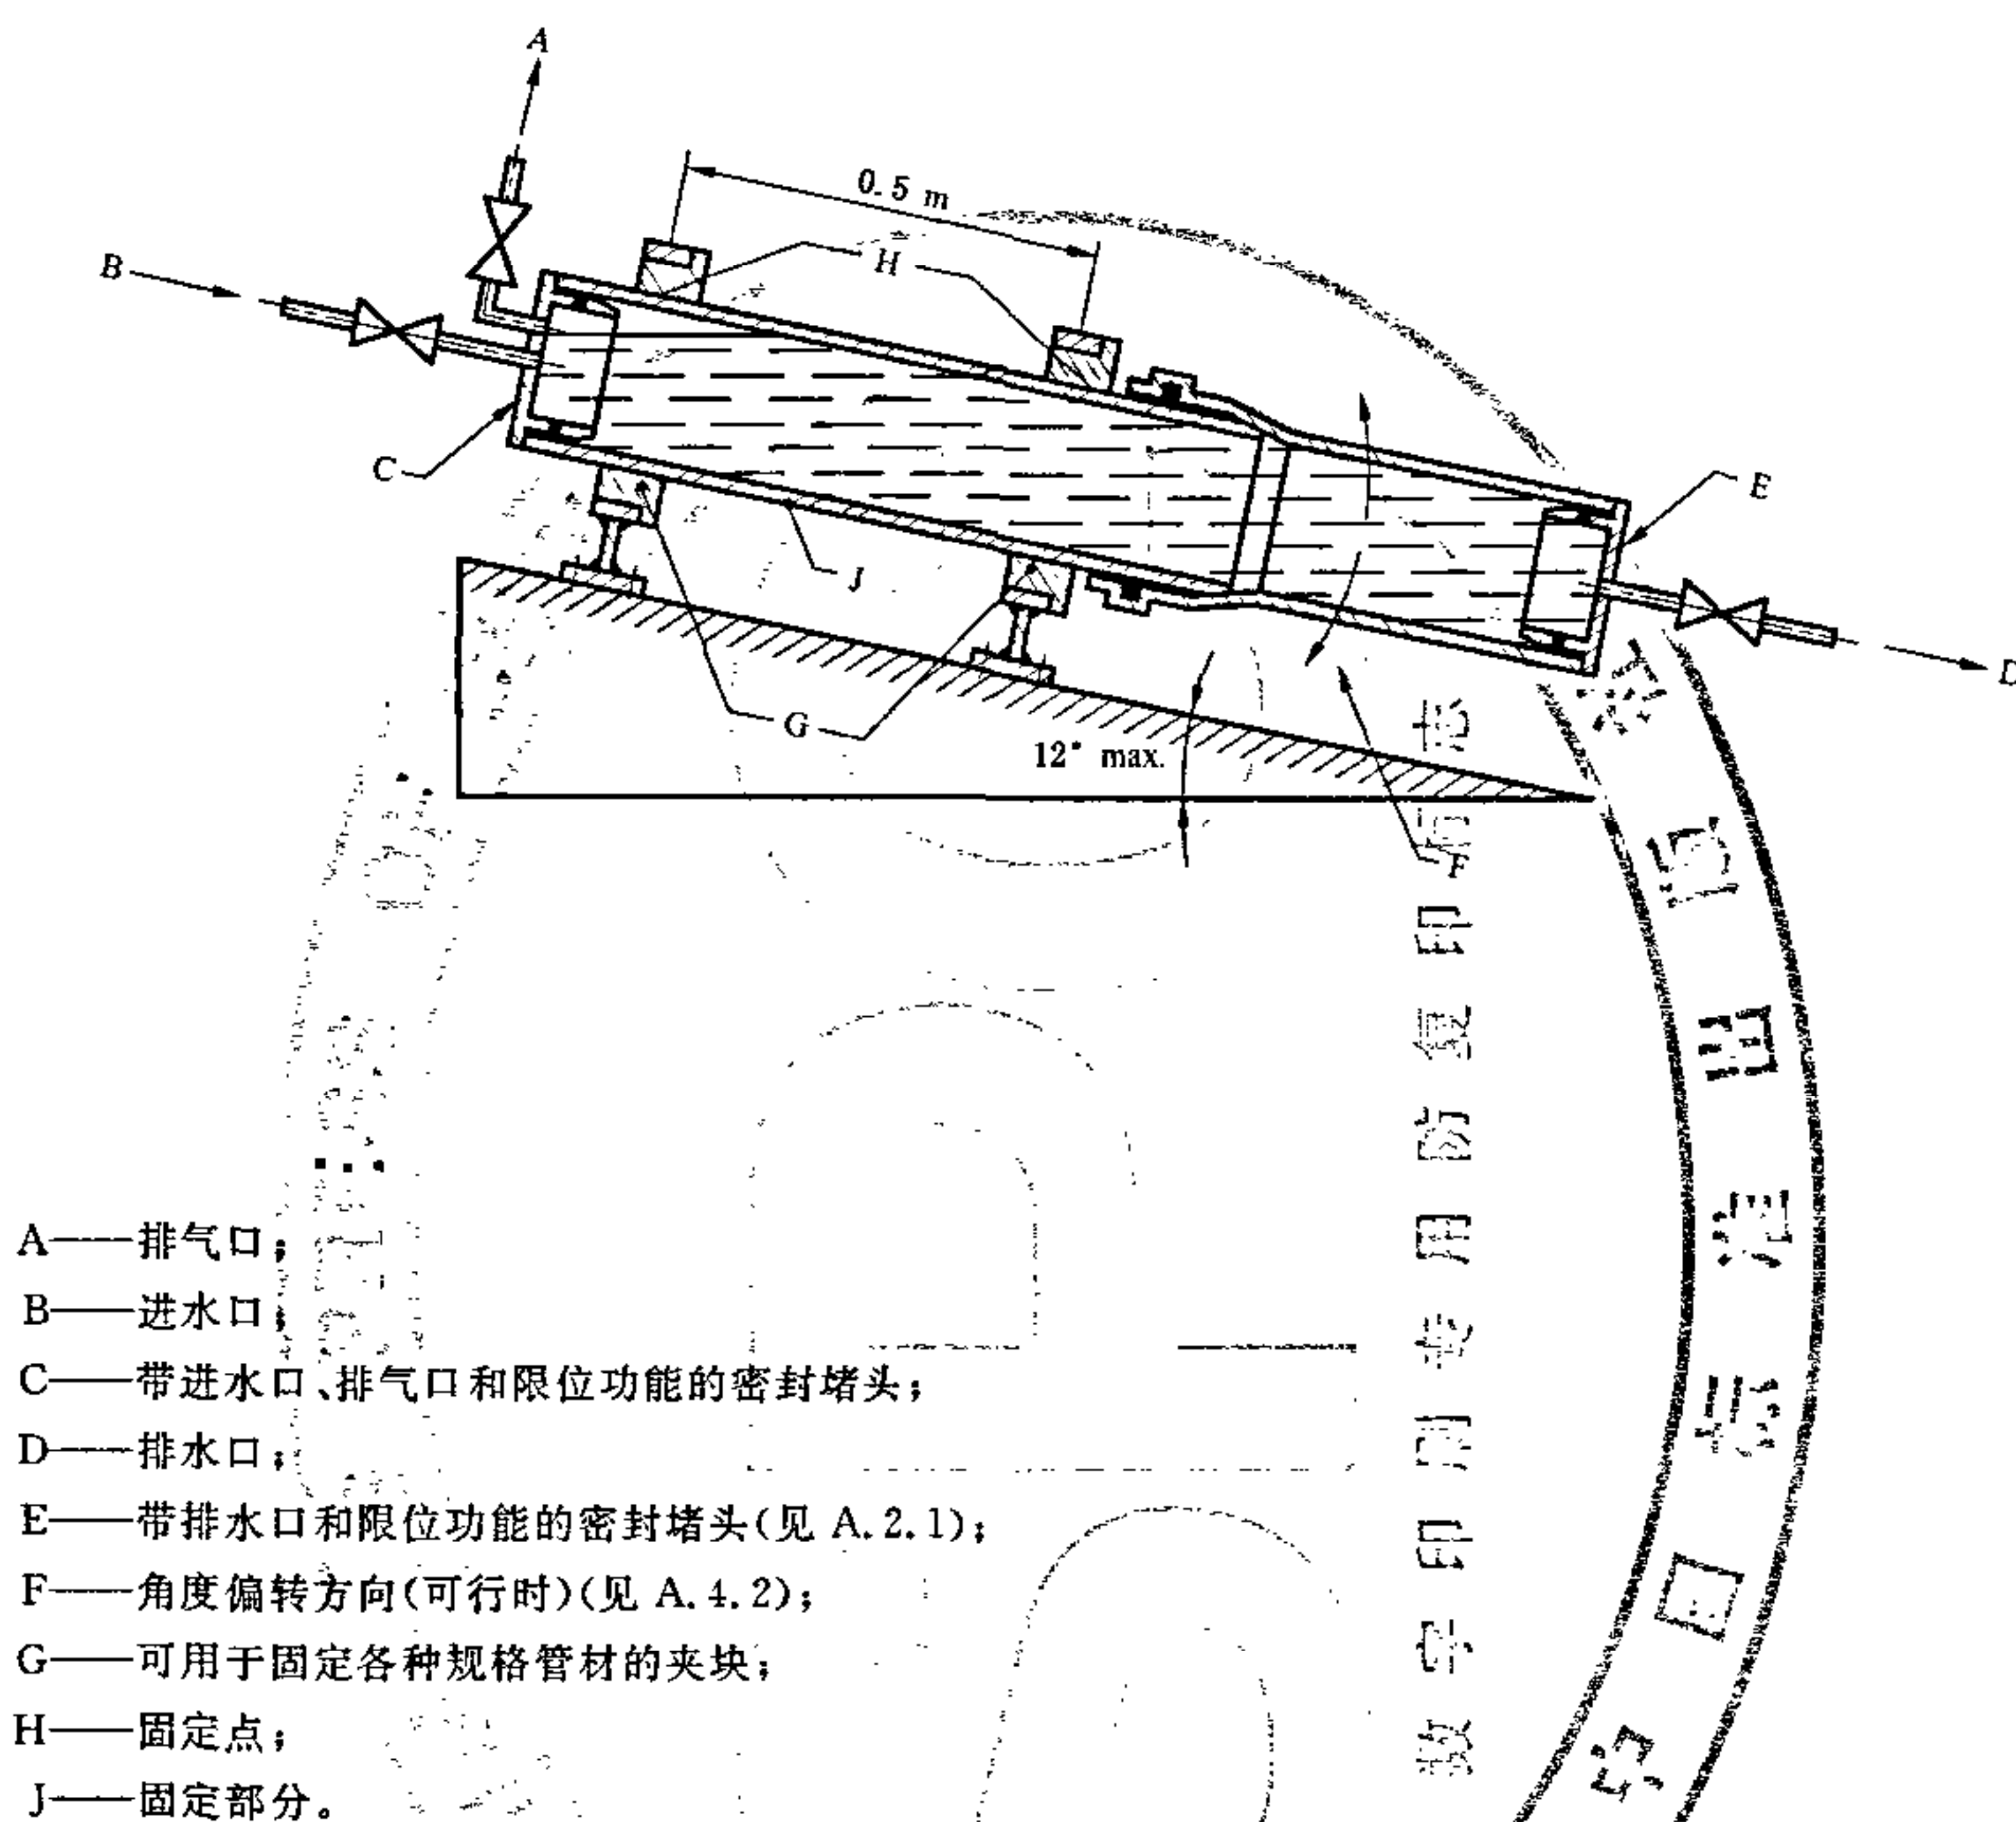 A
0.5 m
B
H
C
E
J
D
G
12° max.
F
A——排气口;
B——进水口;
C——带进水口、排气口和限位功能的密封堵头;
D——排水口;
E——带排水口和限位功能的密封堵头(见 A.2.1);
F——角度偏转方向(可行时)(见 A.4.2);
G——可用于固定各种规格管材的夹块;
H——固定点;
J——固定部分。